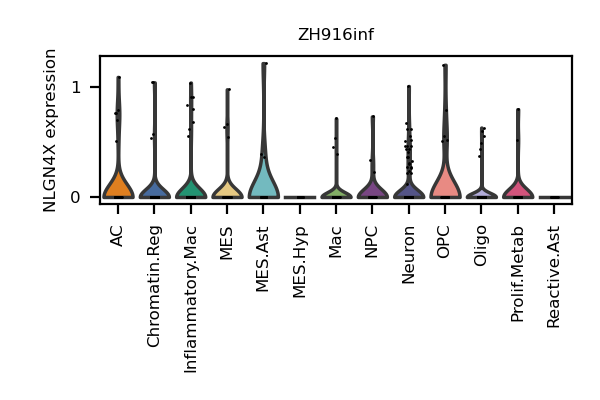 ZH916inf
NLGN4X expression
1
0
AC
Chromatin.Reg
Inflammatory.Mac
MES
MES.Ast
MES.Hyp
Mac
NPC
Neuron
OPC
Oligo
Prolif.Metab
Reactive.Ast